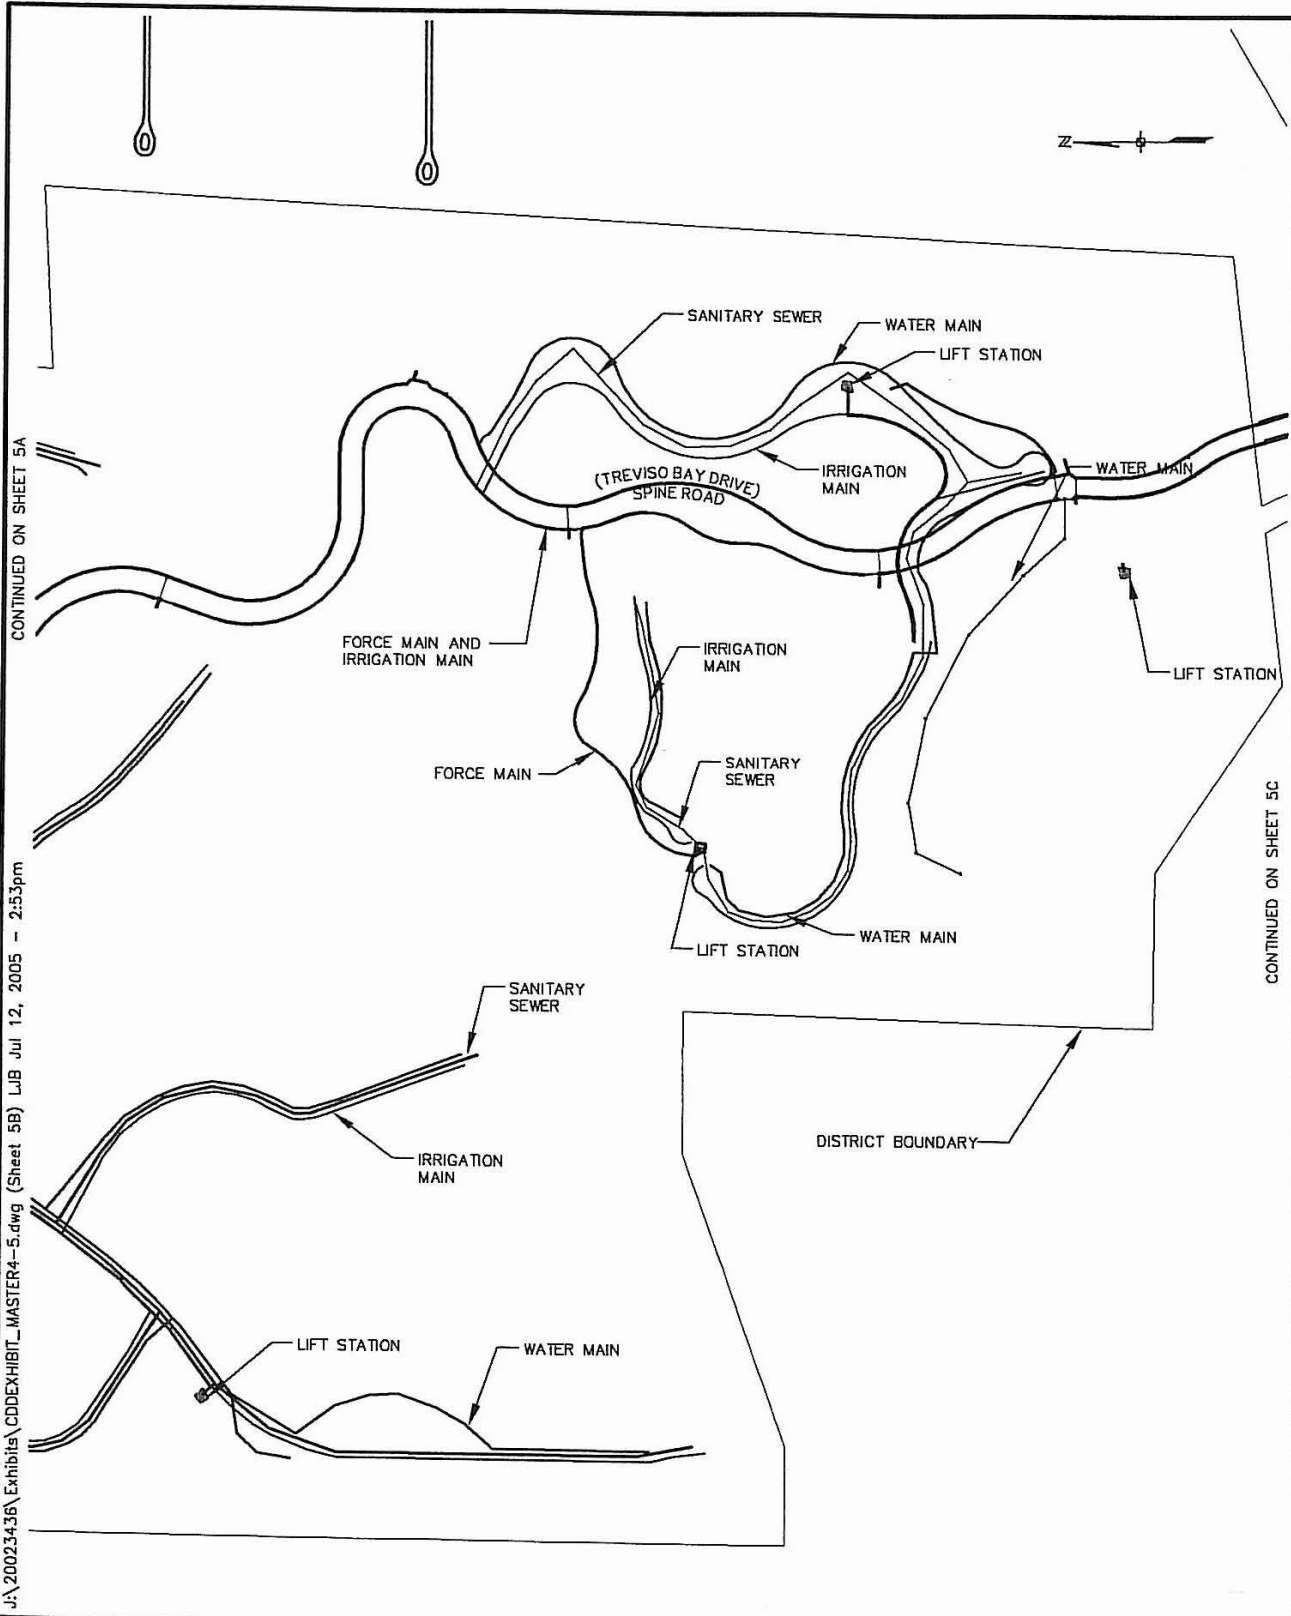 Z
SANITARY SEWER
WATER MAIN
LIFT STATION
CONTINUED ON SHEET 5A
IRRIGATION
MAIN
WATER MAIN
(TREVISO BAY DRIVE)
SPINE ROAD
FORCE MAIN AND
IRRIGATION MAIN
IRRIGATION
MAIN
LIFT STATION
FORCE MAIN
SANITARY
SEWER
WATER MAIN
LIFT STATION
CONTINUED ON SHEET 5C
SANITARY
SEWER
DISTRICT BOUNDARY
IRRIGATION
MAIN
LIFT STATION
WATER MAIN
J:\20023436\Exhibits\CDDEXHIBIT_MASTER4-5.dwg (Sheet 5B) LJB Jul 12, 2005 - 2:53pm